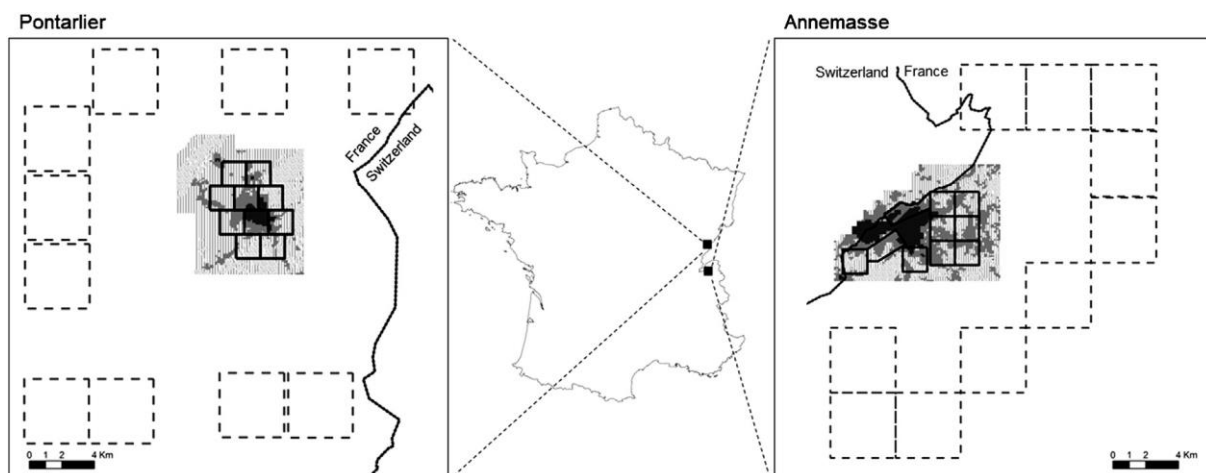 Pontarlier
Annemasse
France
Switzerland
Switzerland
France
0 1 2 4 Km
0 1 2 4 Km